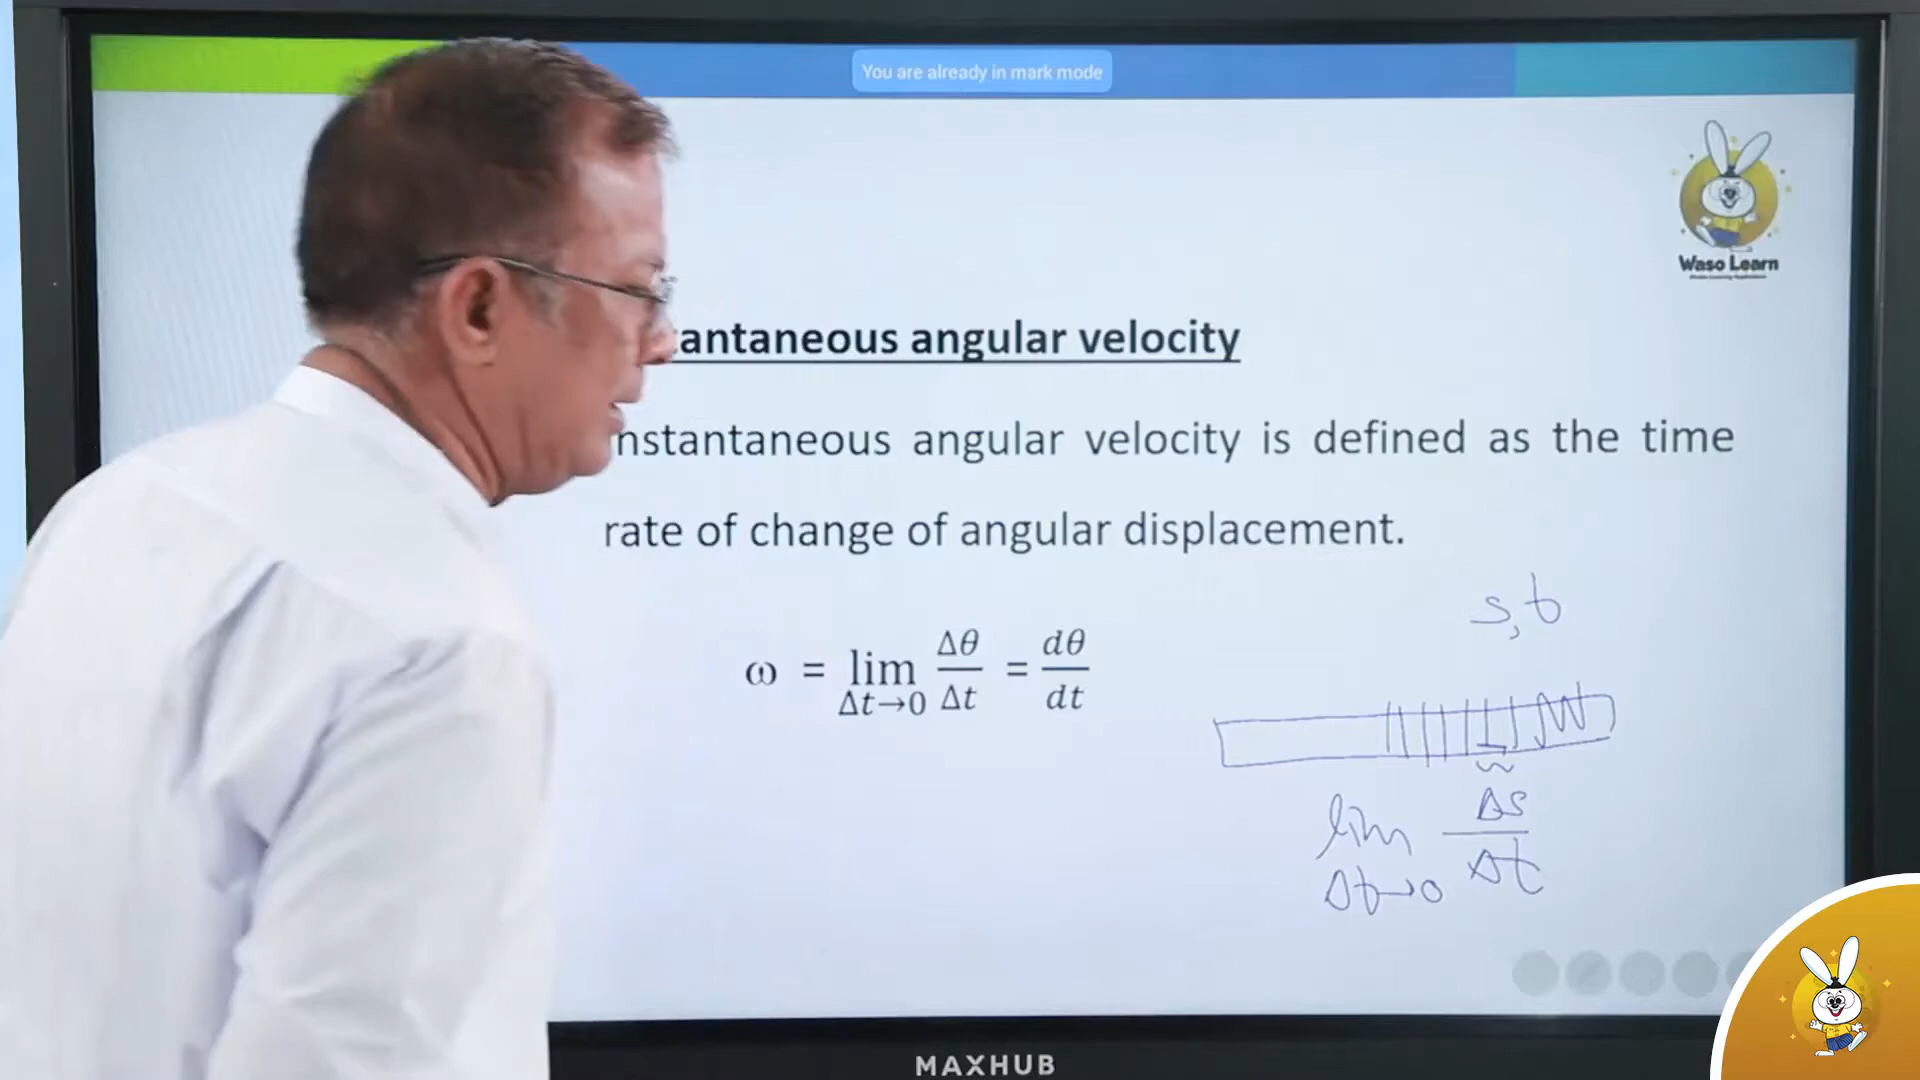 You are already in mark mode
Waso Learn
antaneous angular velocity
nstantaneous angular velocity is defined as the time
rate of change of angular displacement.
ω = lim Δt→0 Δθ/Δt = dθ/dt
s, t
lim Δt→0 Δs/Δt
MAXHUB